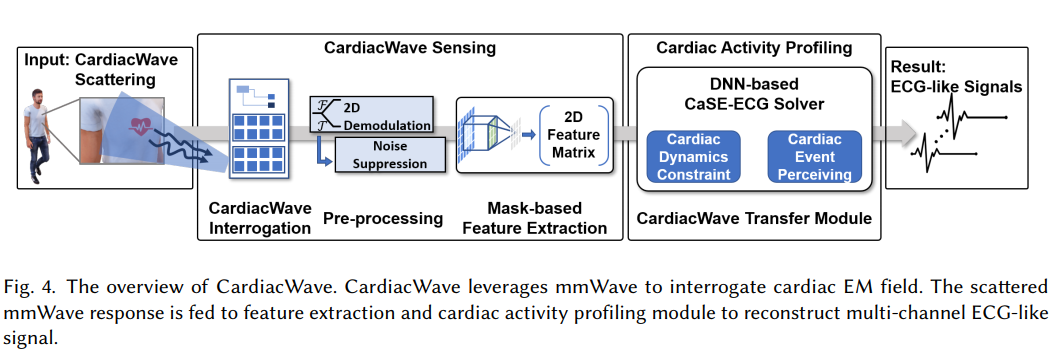 Input: CardiacWave
Scattering
CardiacWave Sensing
2D
Demodulation
Noise
Suppression
2D
Feature
Matrix
CardiacWave
Interrogation
Pre-processing
Mask-based
Feature Extraction
Cardiac Activity Profiling
DNN-based
CaSE-ECG Solver
Cardiac
Dynamics
Constraint
Cardiac
Event
Perceiving
CardiacWave Transfer Module
Result:
ECG-like Signals
Fig. 4. The overview of CardiacWave. CardiacWave leverages mmWave to interrogate cardiac EM field. The scattered
mmWave response is fed to feature extraction and cardiac activity profiling module to reconstruct multi-channel ECG-like
signal.